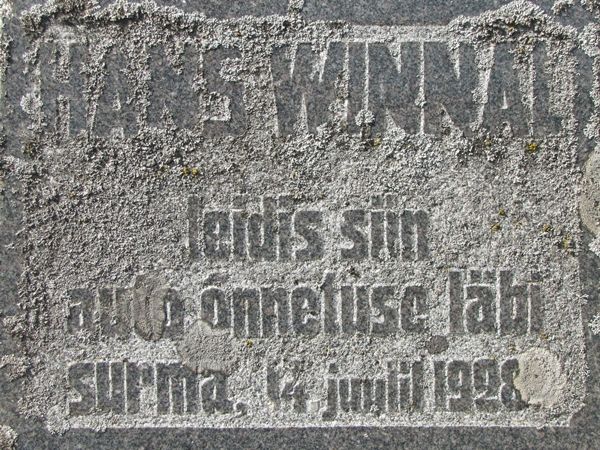 HANS WINNAL
leidis siin
auto õnnetuse läbi
surma, 14 juulil 1928